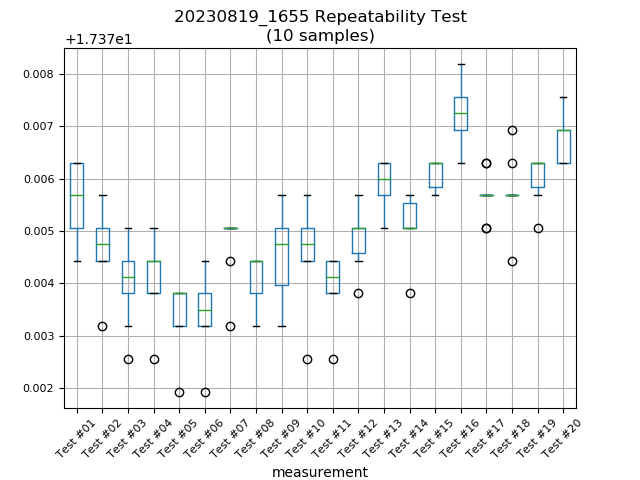 20230819_1655 Repeatability Test
(10 samples)
+1.737e1
0.008
0.007
0.006
0.005
0.004
0.003
0.002
Test #01
Test #02
Test #03
Test #04
Test #05
Test #06
Test #07
Test #08
Test #09
Test #10
Test #11
Test #12
Test #13
Test #14
Test #15
Test #16
Test #17
Test #18
Test #19
Test #20
measurement